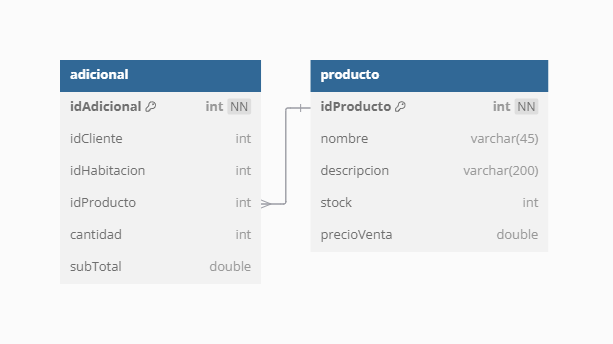 adicional
idAdicional int NN
idCliente int
idHabitacion int
idProducto int
cantidad int
subTotal double
producto
idProducto int NN
nombre varchar(45)
descripcion varchar(200)
stock int
precioVenta double